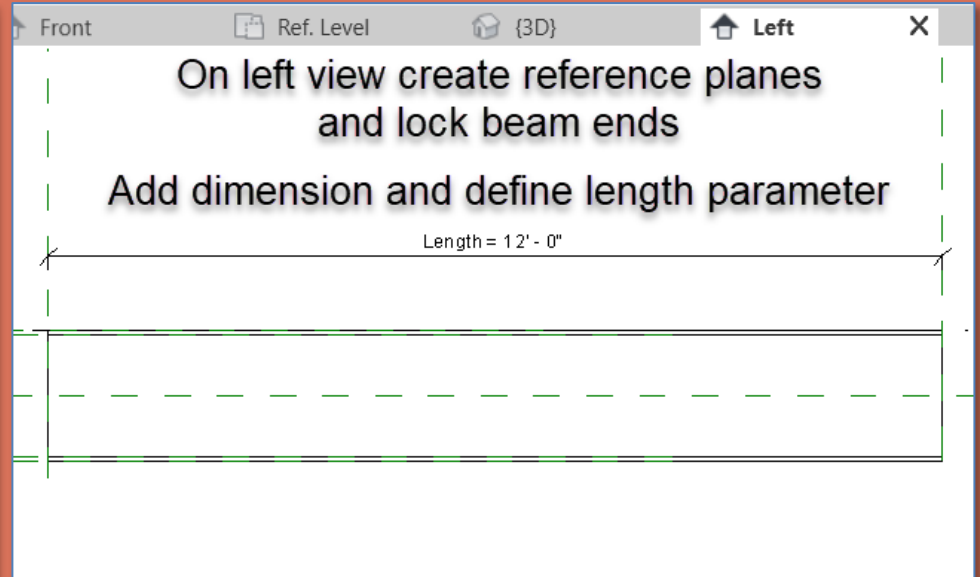 Front Ref. Level {3D} Left
On left view create reference planes
and lock beam ends
Add dimension and define length parameter
Length = 12' - 0"